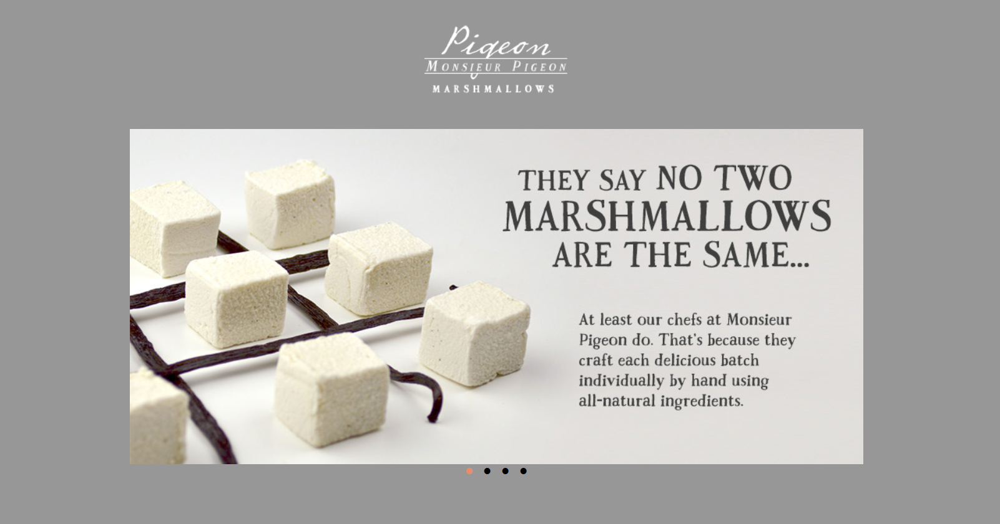 Pigeon
MONSIEUR PIGEON
MARSHMALLOWS
THEY SAY NO TWO
MARSHMALLOWS
ARE THE SAME...
At least our chefs at Monsieur
Pigeon do. That's because they
craft each delicious batch
individually by hand using
all-natural ingredients.